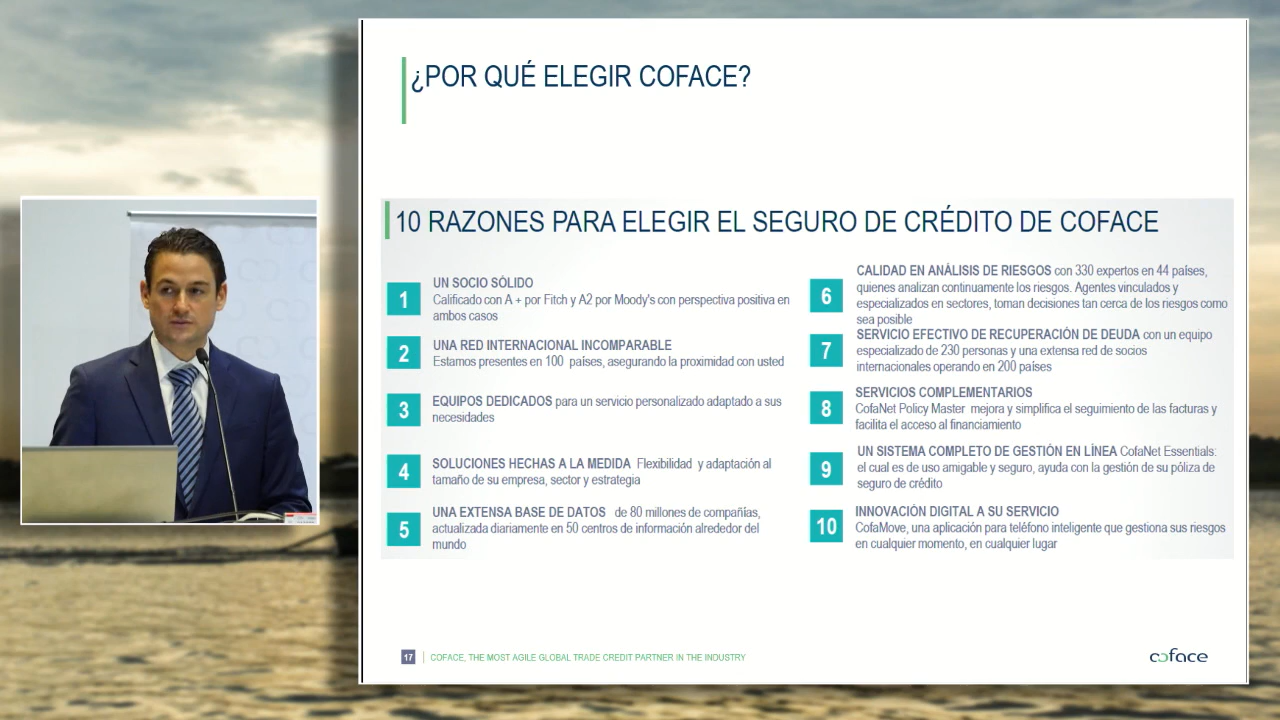 ¿POR QUÉ ELEGIR COFACE?
10 RAZONES PARA ELEGIR EL SEGURO DE CRÉDITO DE COFACE
1
UN SOCIO SÓLIDO
Calificado con A + por Fitch y A2 por Moody's con perspectiva positiva en
ambos casos
2
UNA RED INTERNACIONAL INCOMPARABLE
Estamos presentes en 100 países, asegurando la proximidad con usted
3
EQUIPOS DEDICADOS para un servicio personalizado adaptado a sus
necesidades
4
SOLUCIONES HECHAS A LA MEDIDA Flexibilidad y adaptación al
tamaño de su empresa, sector y estrategia
5
UNA EXTENSA BASE DE DATOS de 80 millones de compañías,
actualizada diariamente en 50 centros de información alrededor del
mundo
6
CALIDAD EN ANÁLISIS DE RIESGOS con 330 expertos en 44 países,
quienes analizan continuamente los riesgos. Agentes vinculados y
especializados en sectores, toman decisiones tan cerca de los riesgos como
sea posible
7
SERVICIO EFECTIVO DE RECUPERACIÓN DE DEUDA con un equipo
especializado de 230 personas y una extensa red de socios
internacionales operando en 200 países
8
SERVICIOS COMPLEMENTARIOS
CofaNet Policy Master mejora y simplifica el seguimiento de las facturas y
facilita el acceso al financiamiento
9
UN SISTEMA COMPLETO DE GESTIÓN EN LÍNEA CofaNet Essentials:
el cual es de uso amigable y seguro, ayuda con la gestión de su póliza de
seguro de crédito
10
INNOVACIÓN DIGITAL A SU SERVICIO
CofaMove, una aplicación para teléfono inteligente que gestiona sus riesgos
en cualquier momento, en cualquier lugar
17
COFACE, THE MOST AGILE GLOBAL TRADE CREDIT PARTNER IN THE INDUSTRY
coface